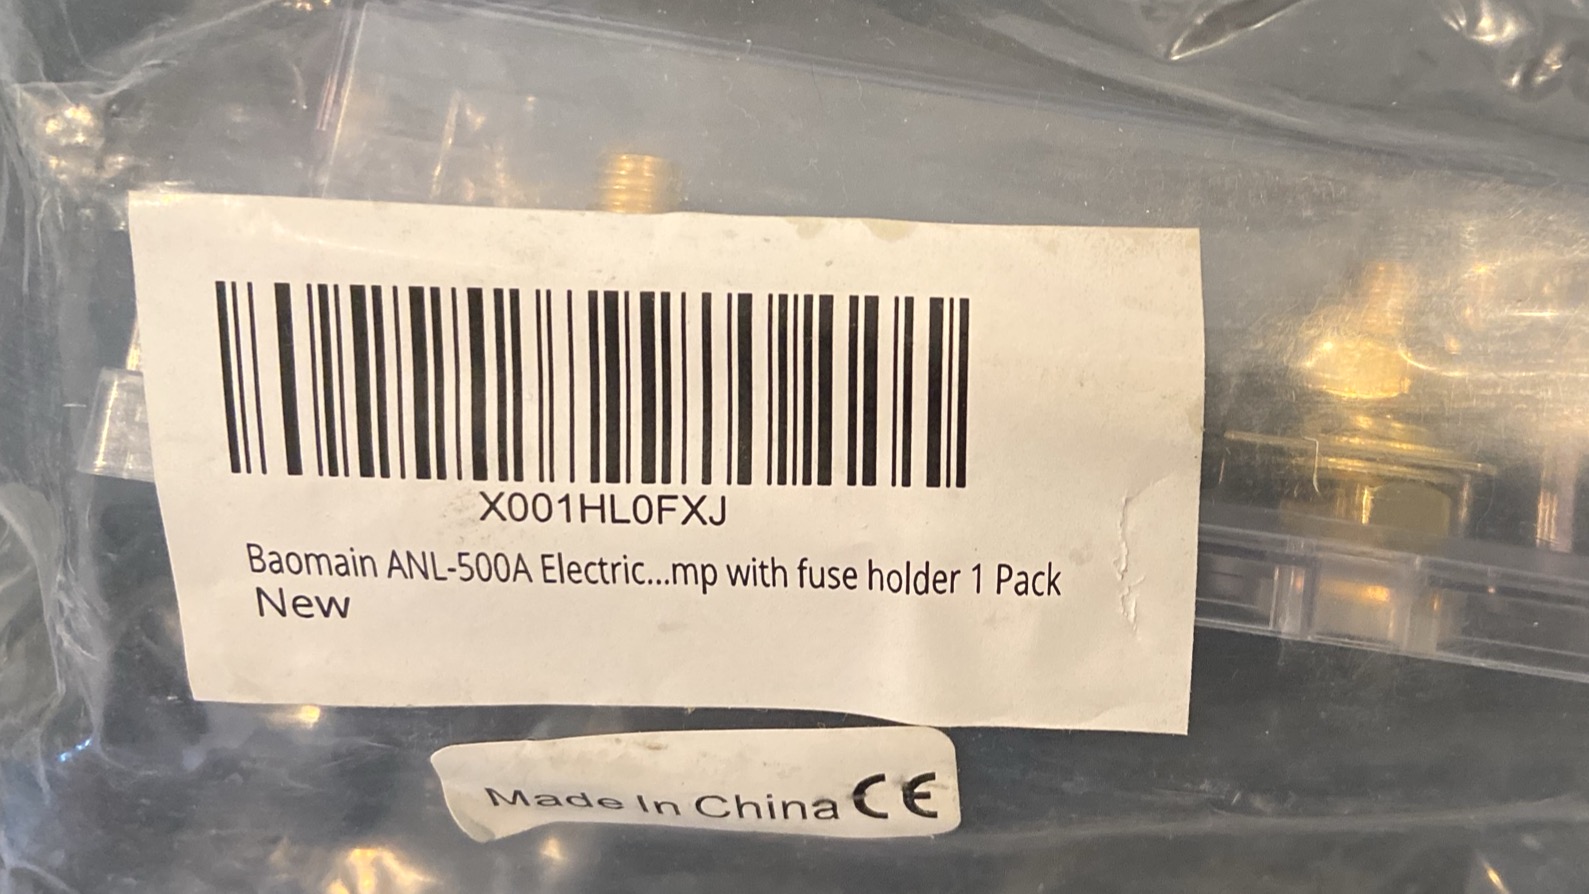 X001HL0FXJ
Baomain ANL-500A Electric...mp with fuse holder 1 Pack
New
Made In China CE